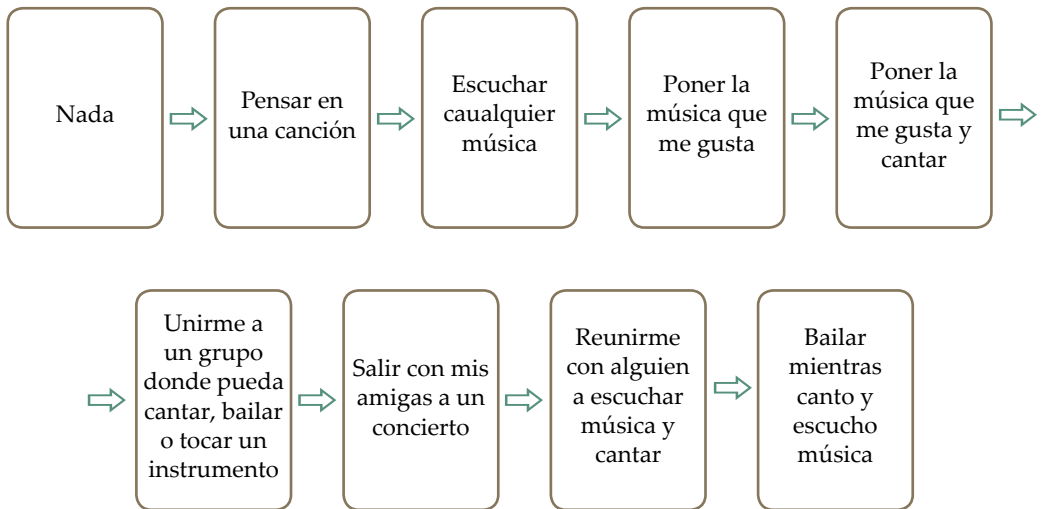 Nada
Pensar en
una canción
Escuchar
caualquier
música
Poner la
música que
me gusta
Poner la
música que
me gusta y
cantar
Unirme a
un grupo
donde pueda
cantar, bailar
o tocar un
instrumento
Salir con mis
amigas a un
concierto
Reunirme
con alguien
a escuchar
música y
cantar
Bailar
mientras
canto y
escucho
música